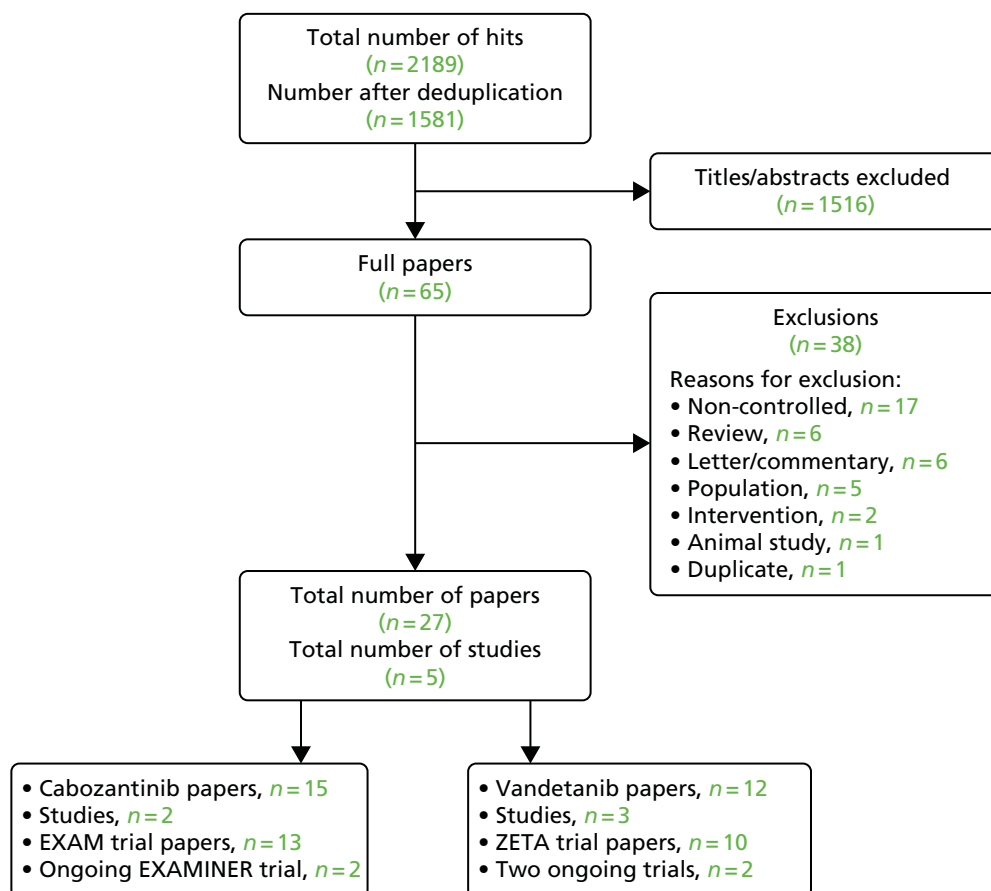 Total number of hits
(n=2189)
Number after deduplication
(n=1581)
Titles/abstracts excluded
(n=1516)
Full papers
(n=65)
Exclusions
(n=38)
Reasons for exclusion:
• Non-controlled, n=17
• Review, n=6
• Letter/commentary, n=6
• Population, n=5
• Intervention, n=2
• Animal study, n=1
• Duplicate, n=1
Total number of papers
(n=27)
Total number of studies
(n=5)
• Cabozantinib papers, n=15
• Studies, n=2
• EXAM trial papers, n=13
• Ongoing EXAMINER trial, n=2
• Vandetanib papers, n=12
• Studies, n=3
• ZETA trial papers, n=10
• Two ongoing trials, n=2